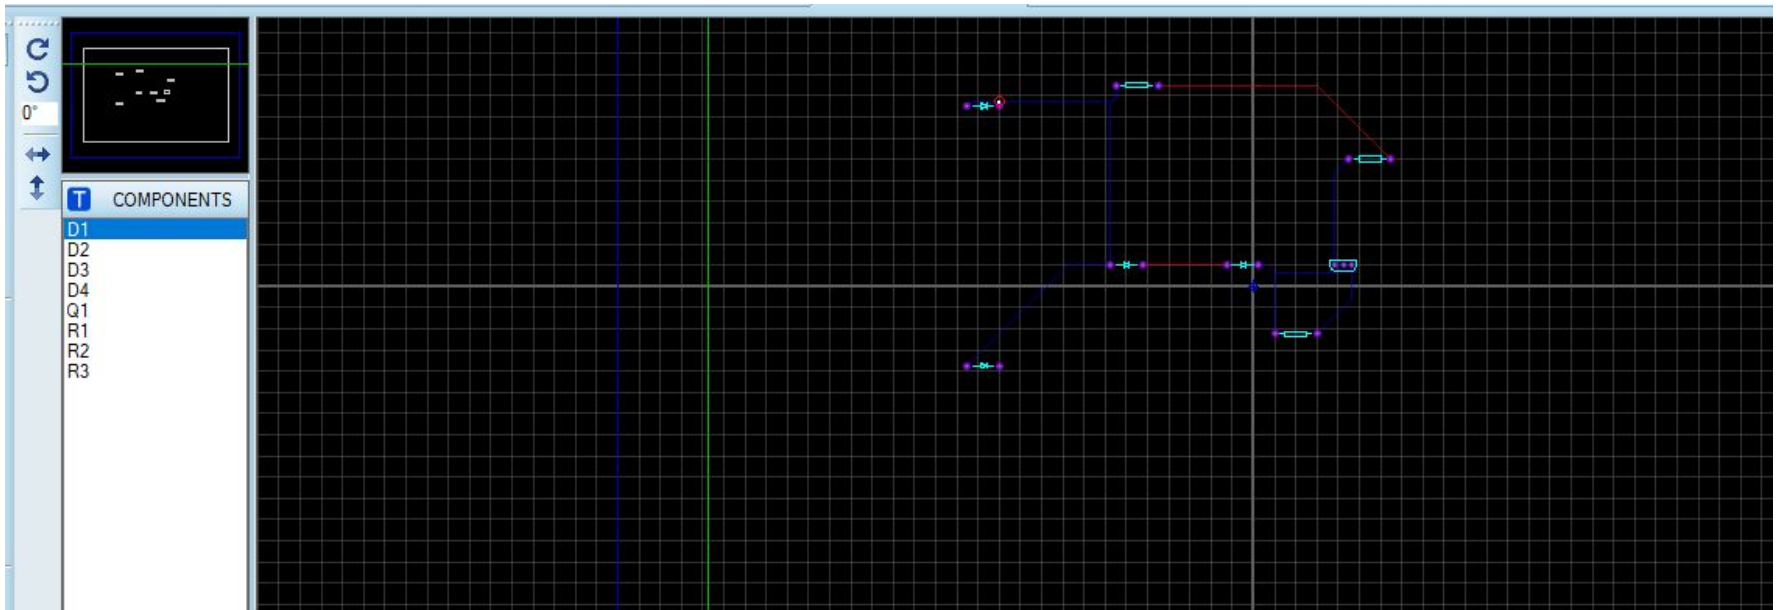 0°
T COMPONENTS
D1
D2
D3
D4
Q1
R1
R2
R3